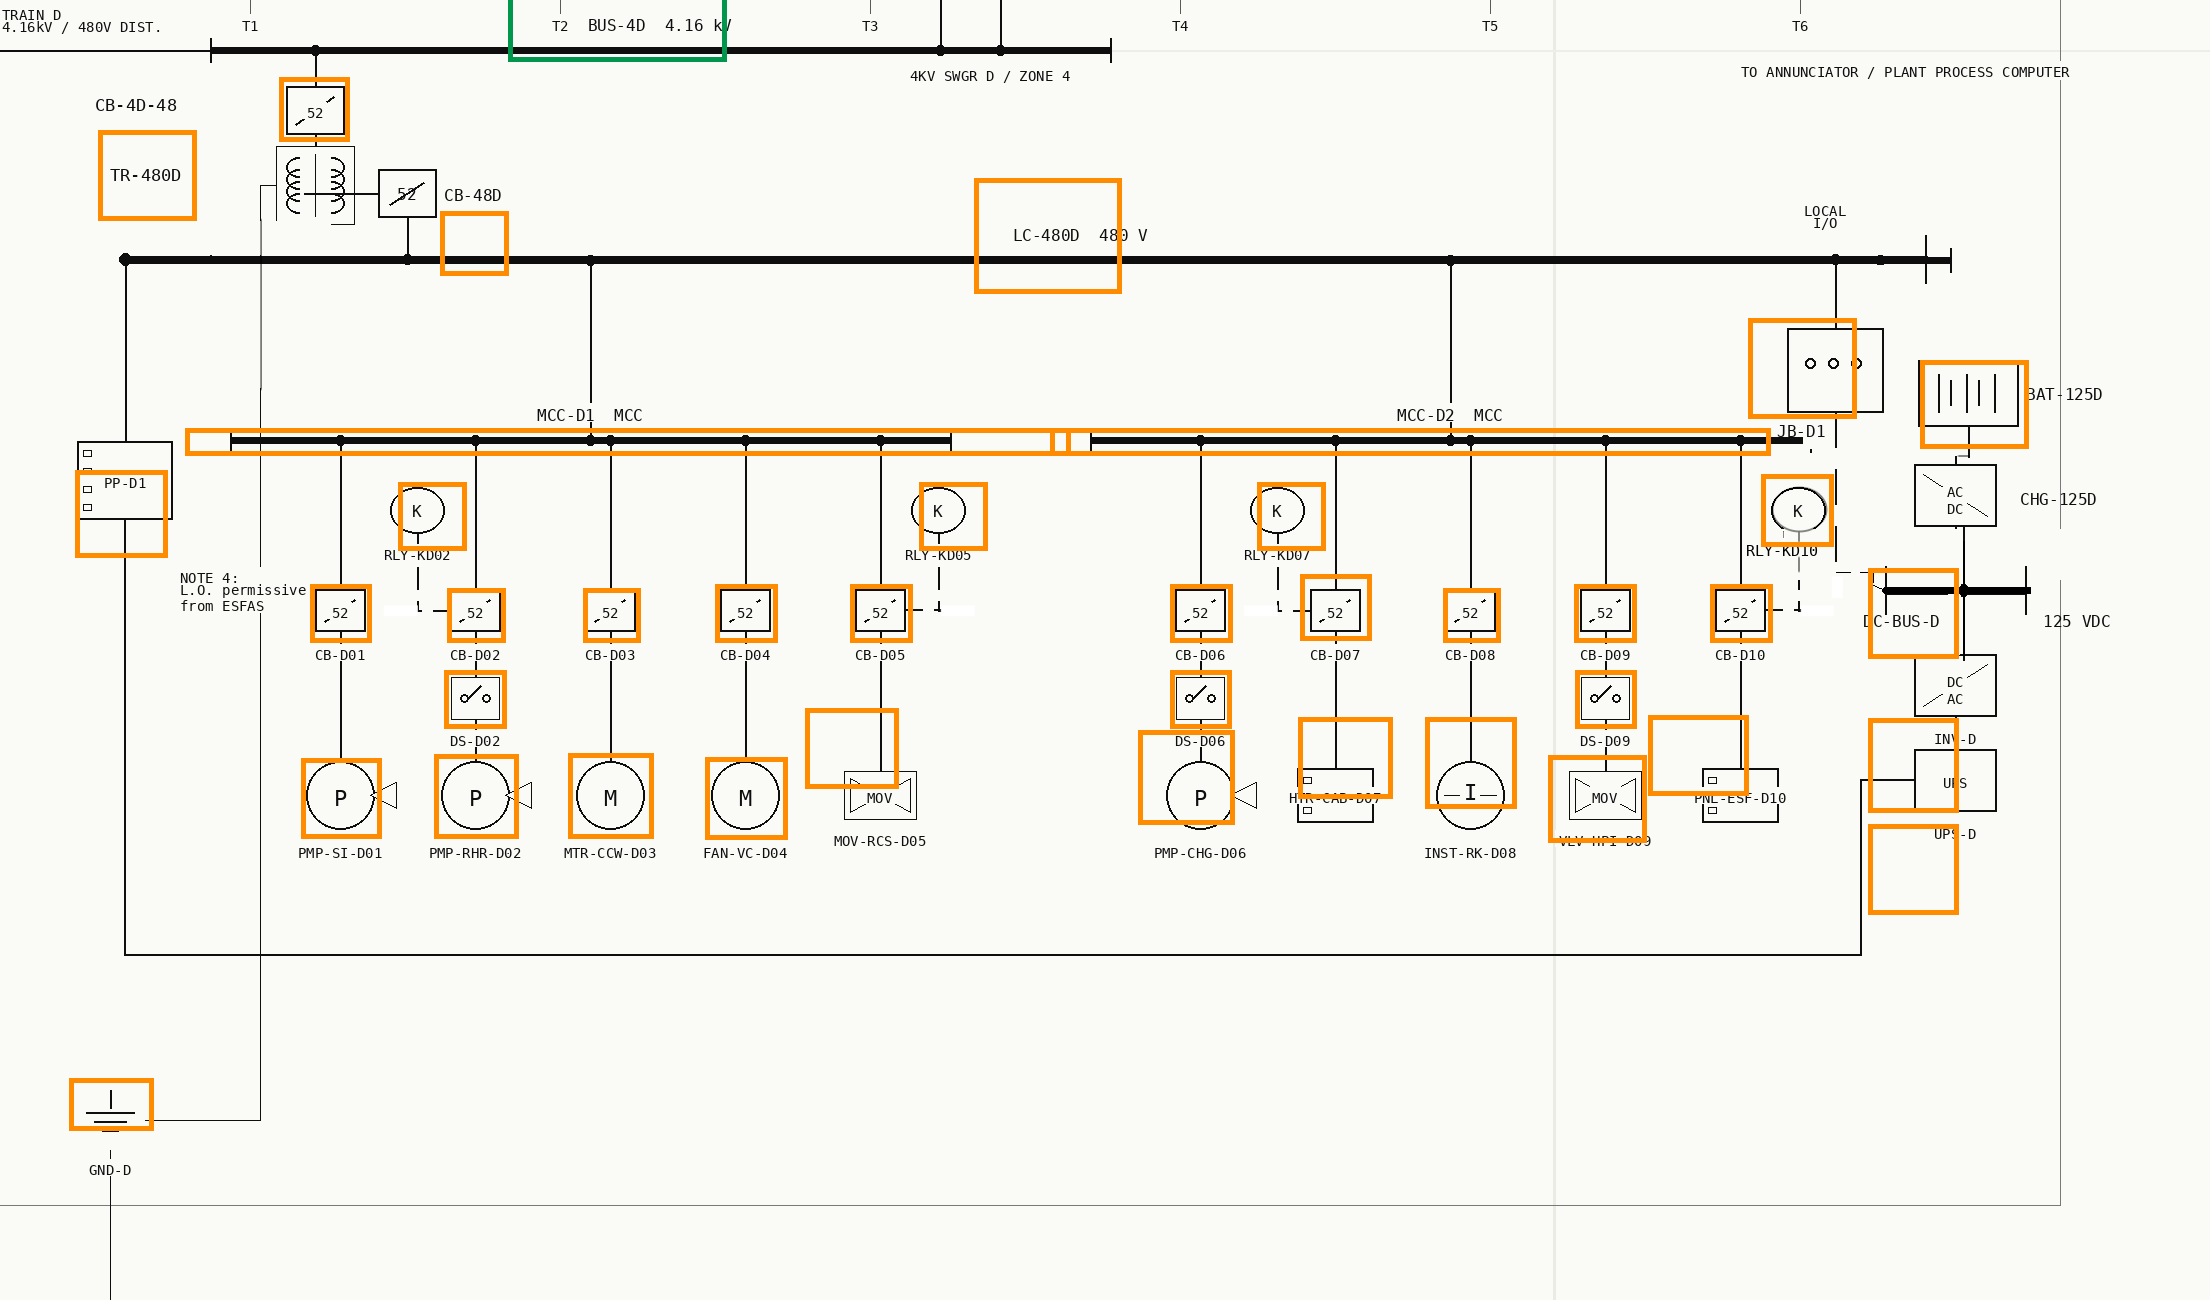 TRAIN D
4.16kV / 480V DIST.
T1
T2
BUS-4D  4.16 kV
T3
T4
T5
T6
4KV SWGR D / ZONE 4
TO ANNUNCIATOR / PLANT PROCESS COMPUTER
CB-4D-48
52
TR-480D
52
CB-48D
LOCAL
I/O
LC-480D  480 V
BAT-125D
MCC-D1  MCC
MCC-D2  MCC
JB-D1
PP-D1
AC
DC
CHG-125D
K
K
K
K
RLY-KD02
RLY-KD05
RLY-KD07
RLY-KD10
NOTE 4:
L.O. permissive
from ESFAS
52
52
52
52
52
52
52
52
52
52
DC-BUS-D
125 VDC
CB-D01
CB-D02
CB-D03
CB-D04
CB-D05
CB-D06
CB-D07
CB-D08
CB-D09
CB-D10
DC
AC
DS-D02
DS-D06
DS-D09
INV-D
P
P
M
M
MOV
P
HTR-CAB-D07
I
MOV
PNL-ESF-D10
UPS
UPS-D
PMP-SI-D01
PMP-RHR-D02
MTR-CCW-D03
FAN-VC-D04
MOV-RCS-D05
PMP-CHG-D06
INST-RK-D08
VLV-HPI-D09
GND-D